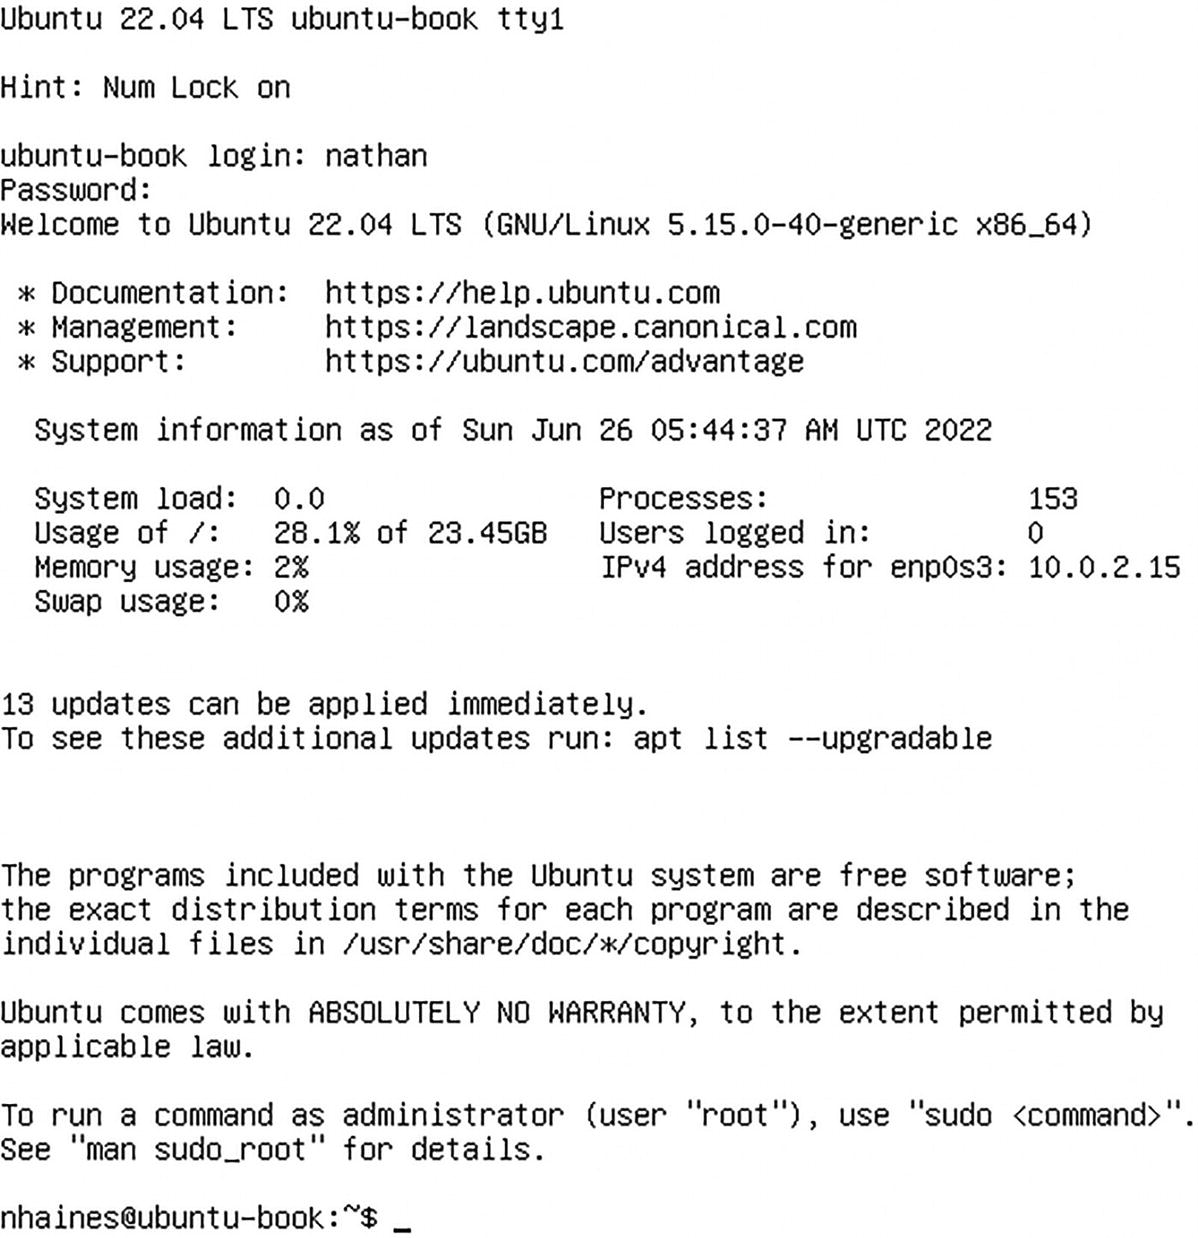 Ubuntu 22.04 LTS ubuntu-book tty1
Hint: Num Lock on
ubuntu-book login: nathan
Password:
Welcome to Ubuntu 22.04 LTS (GNU/Linux 5.15.0-40-generic x86_64)
* Documentation:  https://help.ubuntu.com
* Management:     https://landscape.canonical.com
* Support:        https://ubuntu.com/advantage
System information as of Sun Jun 26 05:44:37 AM UTC 2022
System load:  0.0                Processes:               153
Usage of /:   28.1% of 23.45GB   Users logged in:         0
Memory usage: 2%                 IPv4 address for enp0s3: 10.0.2.15
Swap usage:   0%
13 updates can be applied immediately.
To see these additional updates run: apt list --upgradable
The programs included with the Ubuntu system are free software;
the exact distribution terms for each program are described in the
individual files in /usr/share/doc/*/copyright.
Ubuntu comes with ABSOLUTELY NO WARRANTY, to the extent permitted by
applicable law.
To run a command as administrator (user "root"), use "sudo <command>".
See "man sudo_root" for details.
nhaines@ubuntu-book:~$ _